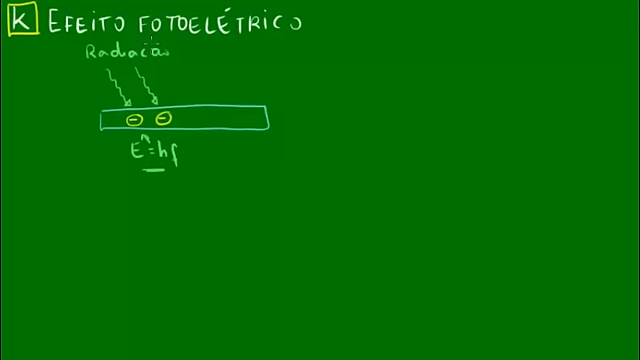 K EFEITO FOTOELÉTRICO
Radiação
− −
E = hf